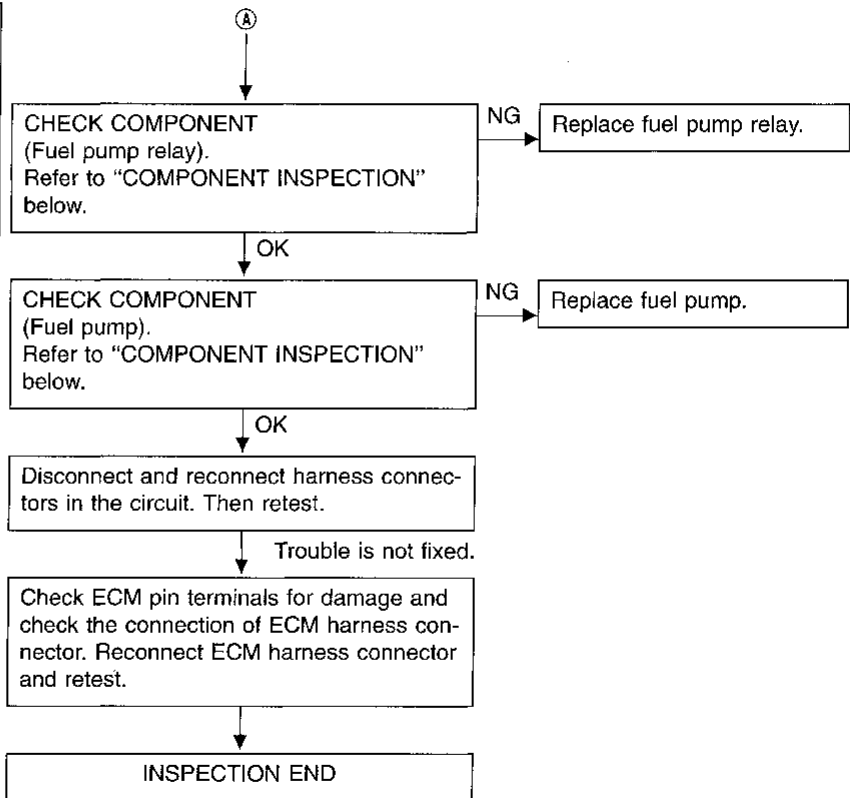 Ⓐ
CHECK COMPONENT
(Fuel pump relay).
Refer to “COMPONENT INSPECTION”
below.
NG
Replace fuel pump relay.
OK
CHECK COMPONENT
(Fuel pump).
Refer to “COMPONENT INSPECTION”
below.
NG
Replace fuel pump.
OK
Disconnect and reconnect harness connec-
tors in the circuit. Then retest.
Trouble is not fixed.
Check ECM pin terminals for damage and
check the connection of ECM harness con-
nector. Reconnect ECM harness connector
and retest.
INSPECTION END